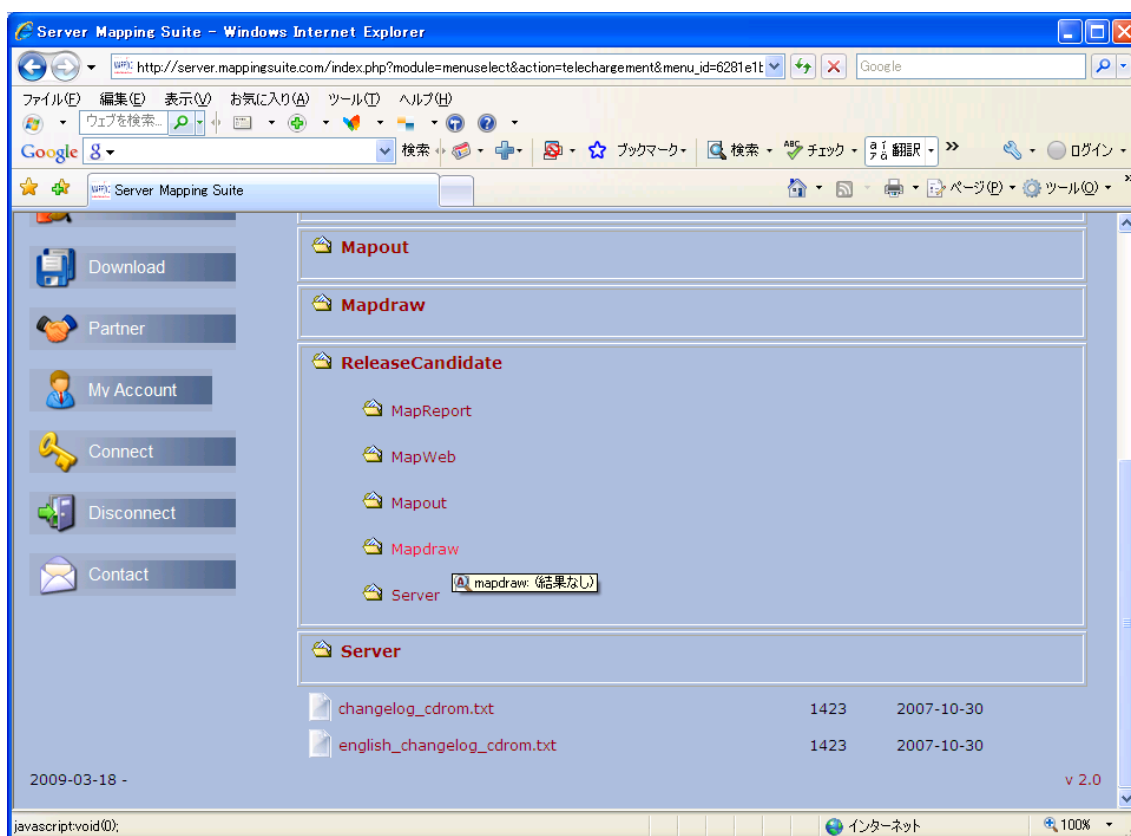 Server Mapping Suite - Windows Internet Explorer
http://server.mappingsuite.com/index.php?module=menuselect&action=telechargement&menu_id=6281e1t
Google
ファイル(F) 編集(E) 表示(V) お気に入り(A) ツール(T) ヘルプ(H)
ウェブを検索...
Google 検索 ブックマーク 検索 チェック 翻訳 ログイン
Server Mapping Suite ページ(P) ツール(O)
Mapout
Download
Mapdraw
Partner
ReleaseCandidate
My Account
MapReport
Connect
MapWeb
Mapout
Disconnect
Mapdraw
Contact
mapdraw: (結果なし)
Server
Server
changelog_cdrom.txt 1423 2007-10-30
english_changelog_cdrom.txt 1423 2007-10-30
2009-03-18 - v 2.0
javascript:void(0); インターネット 100%